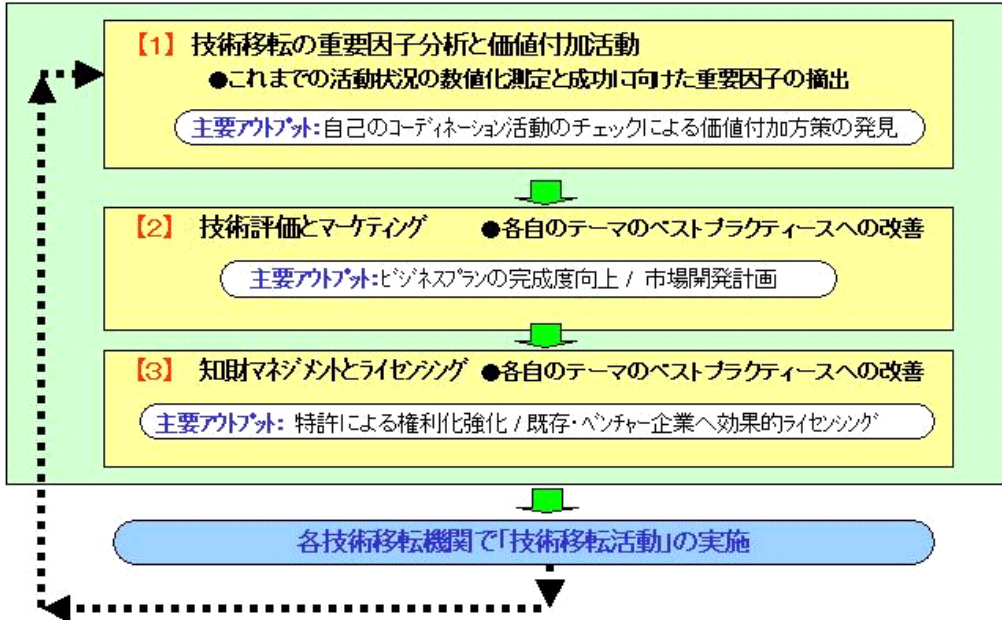 【1】 技術移転の重要因子分析と価値付加活動
●これまでの活動状況の数値化測定と成功に向けた重要因子の摘出
主要ｱｳﾄﾌﾟｯﾄ:自己のｺｰﾃﾞｨﾈｰｼｮﾝ活動のチェックによる価値付加方策の発見
【2】 技術評価とマーケティング ●各自のテーマのベストプラクティースへの改善
主要ｱｳﾄﾌﾟｯﾄ:ﾋﾞｼﾞﾈｽﾌﾟﾗﾝの完成度向上 / 市場開発計画
【3】 知財マネジメントとライセンシング ●各自のテーマのベストプラクティースへの改善
主要ｱｳﾄﾌﾟｯﾄ: 特許による権利化強化 / 既存・ﾍﾞﾝﾁｬｰ企業へ効果的ﾗｲｾﾝｼﾝｸﾞ
各技術移転機関で｢技術移転活動｣の実施